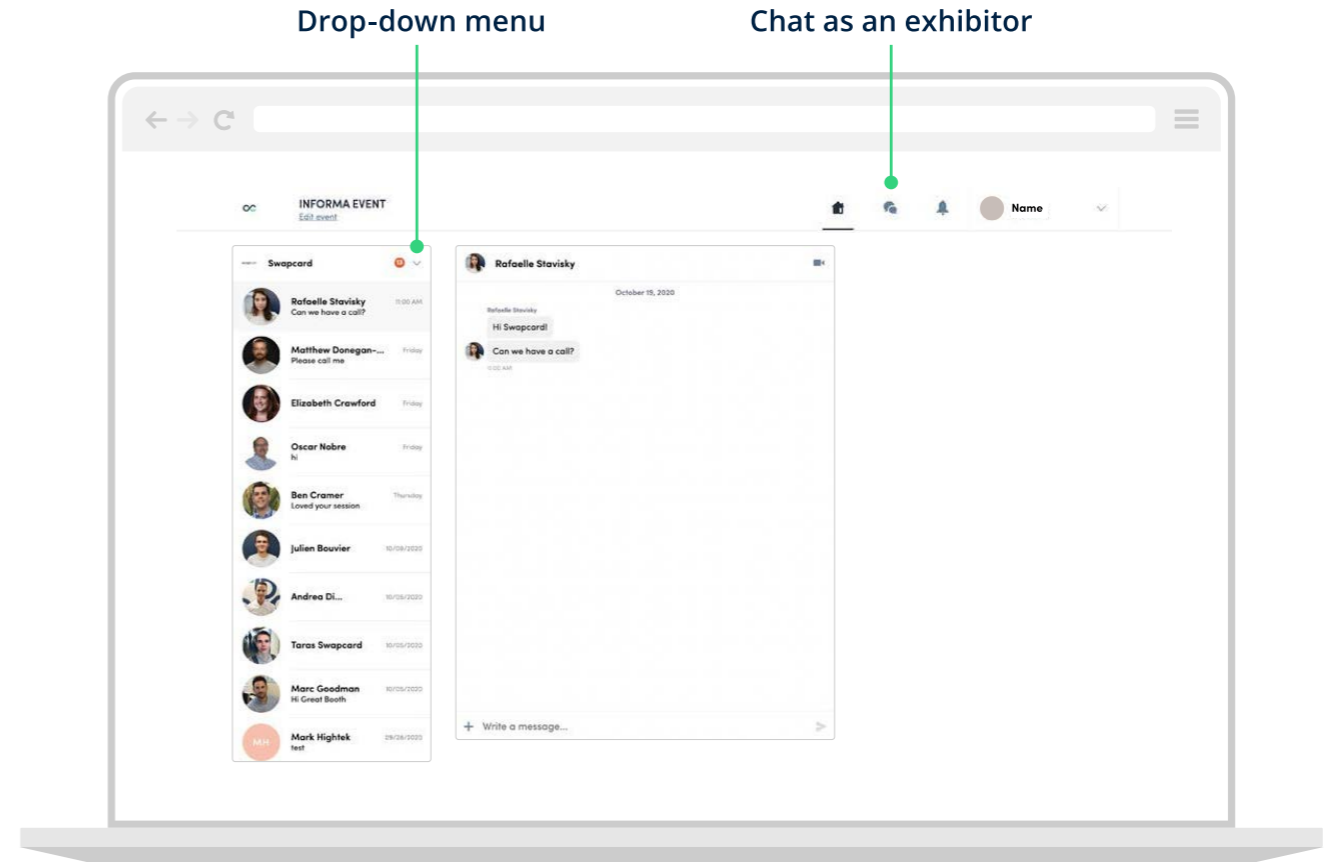 Drop-down menu
Chat as an exhibitor
INFORMA EVENT
Edit event
Name
Swapcard
Rafaelle Stavisky 11:00 AM
Can we have a call?
Matthew Donegan-... Friday
Please call me
Elizabeth Crawford Friday
Oscar Nobre Friday
hi
Ben Cramer Thursday
Loved your session
Julien Bouvier
Andrea Di...
Taras Swapcard
Marc Goodman
Hi Great Booth
MH
Mark Hightek
test
Rafaelle Stavisky
October 19, 2020
Rafaelle Stavisky
Hi Swapcard!
Can we have a call?
11:00 AM
Write a message...